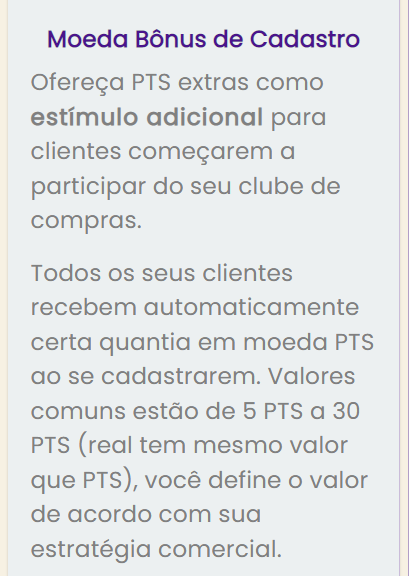 Moeda Bônus de Cadastro
Ofereça PTS extras como
estímulo adicional para
clientes começarem a
participar do seu clube de
compras.
Todos os seus clientes
recebem automaticamente
certa quantia em moeda PTS
ao se cadastrarem. Valores
comuns estão de 5 PTS a 30
PTS (real tem mesmo valor
que PTS), você define o valor
de acordo com sua
estratégia comercial.